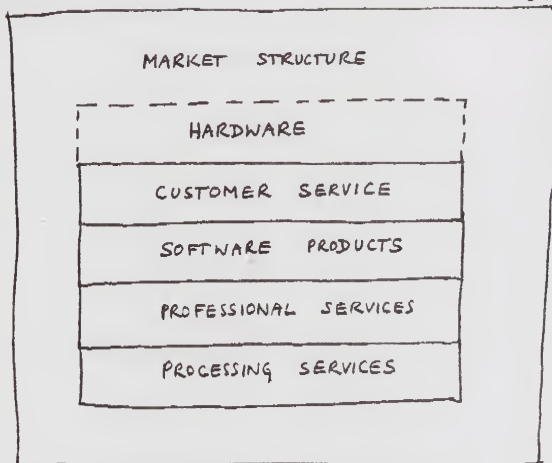 MARKET STRUCTURE
HARDWARE
CUSTOMER SERVICE
SOFTWARE PRODUCTS
PROFESSIONAL SERVICES
PROCESSING SERVICES